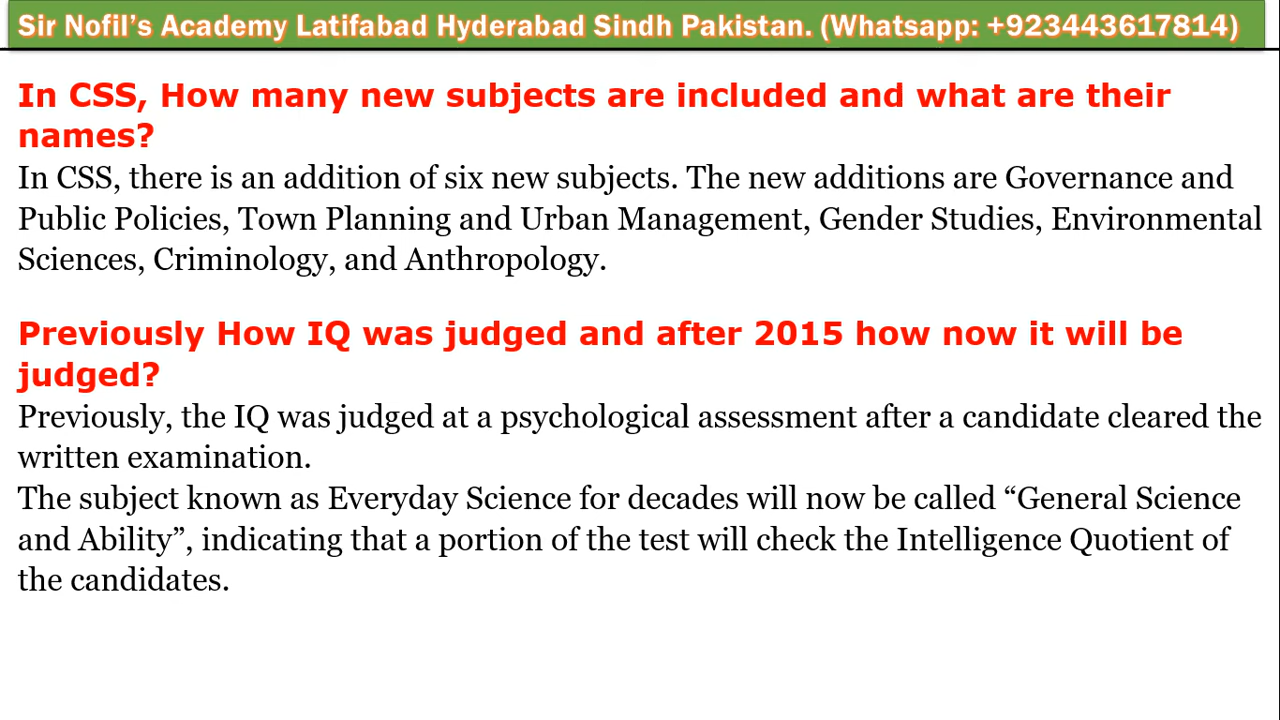 Sir Nofil’s Academy Latifabad Hyderabad Sindh Pakistan. (Whatsapp: +923443617814)
In CSS, How many new subjects are included and what are their
names?
In CSS, there is an addition of six new subjects. The new additions are Governance and
Public Policies, Town Planning and Urban Management, Gender Studies, Environmental
Sciences, Criminology, and Anthropology.
Previously How IQ was judged and after 2015 how now it will be
judged?
Previously, the IQ was judged at a psychological assessment after a candidate cleared the
written examination.
The subject known as Everyday Science for decades will now be called “General Science
and Ability”, indicating that a portion of the test will check the Intelligence Quotient of
the candidates.